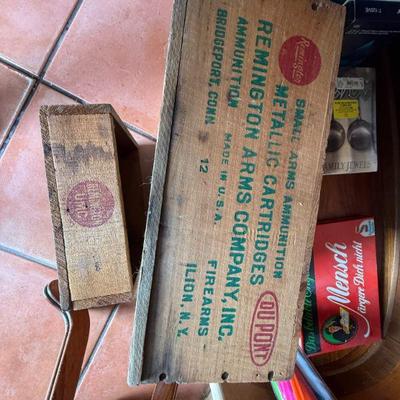 Remington
SMALL ARMS AMMUNITION
METALLIC CARTRIDGES
REMINGTON ARMS COMPANY, INC.
AMMUNITION
BRIDGEPORT, CONN.
12
MADE IN U.S.A.
FIREARMS
ILION, N.Y.
DU PONT
REMINGTON
UMC
FAMILY JEWELS
Mensch
ärgere Dich nicht